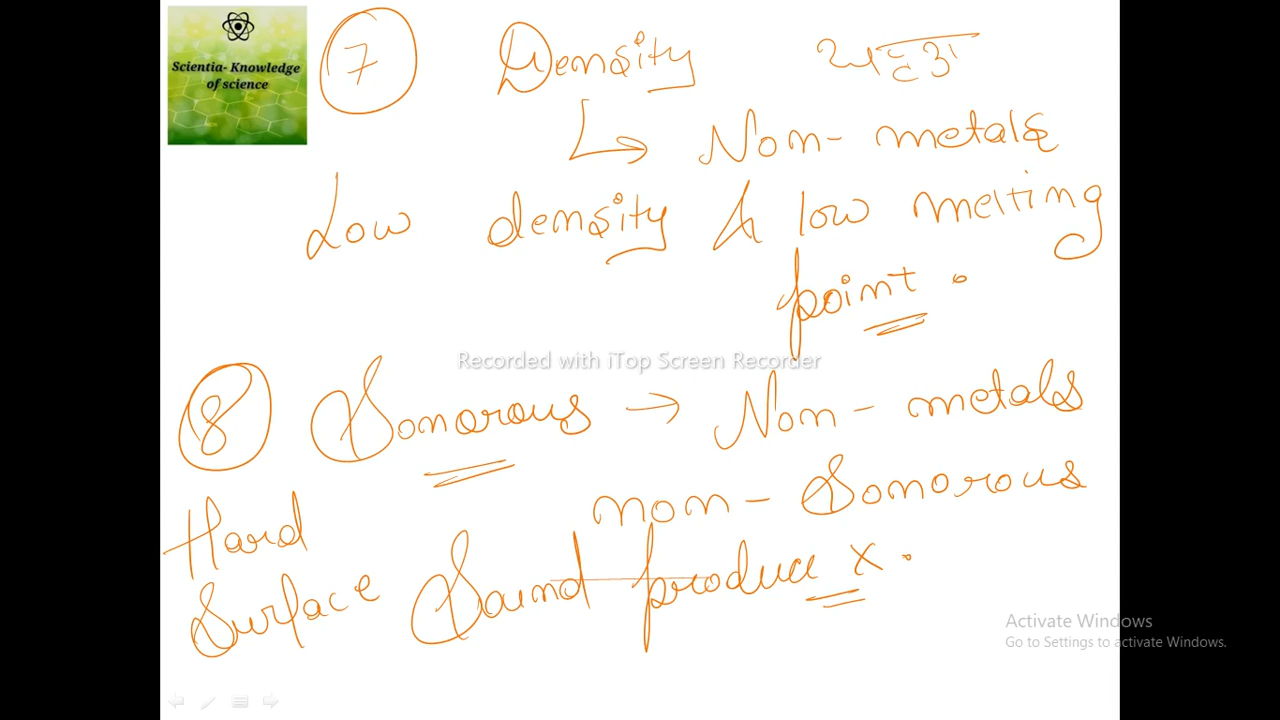 Scientia- Knowledge
of science
7 Density
Non-metals
Low density & low melting
point.
Recorded with iTop Screen Recorder
8 Sonorous → Non-metals
non-Sonorous
Hard
Surface Sound produce x.
Activate Windows
Go to Settings to activate Windows.